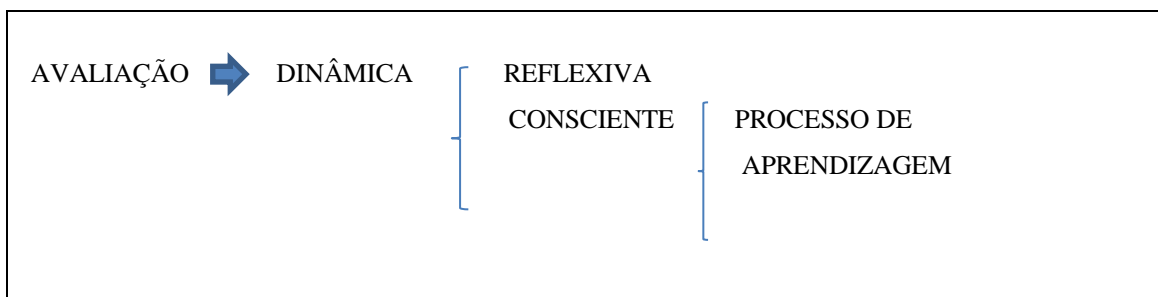 AVALIAÇÃO DINÂMICA REFLEXIVA
CONSCIENTE PROCESSO DE
APRENDIZAGEM